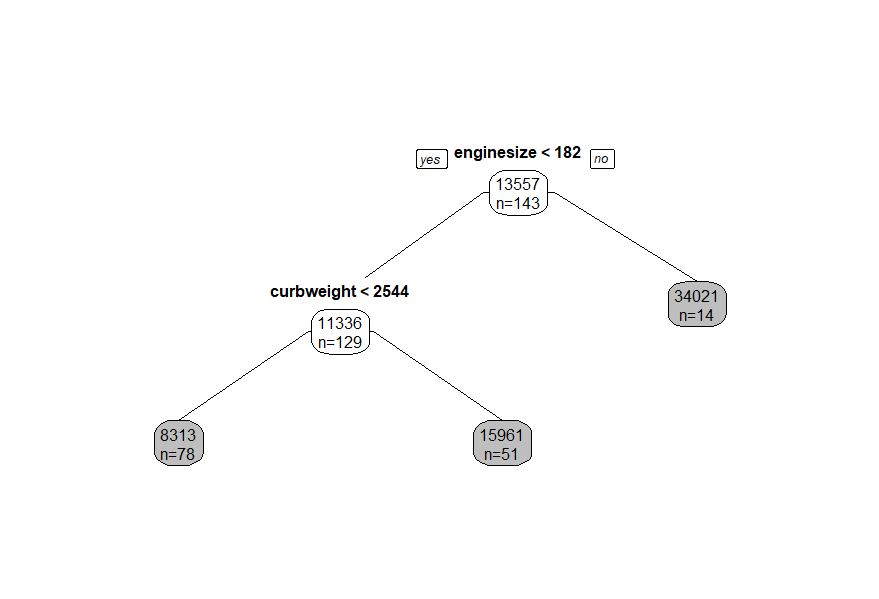 yes enginesize < 182 no
13557
n=143
34021
n=14
curbweight < 2544
11336
n=129
8313
n=78
15961
n=51